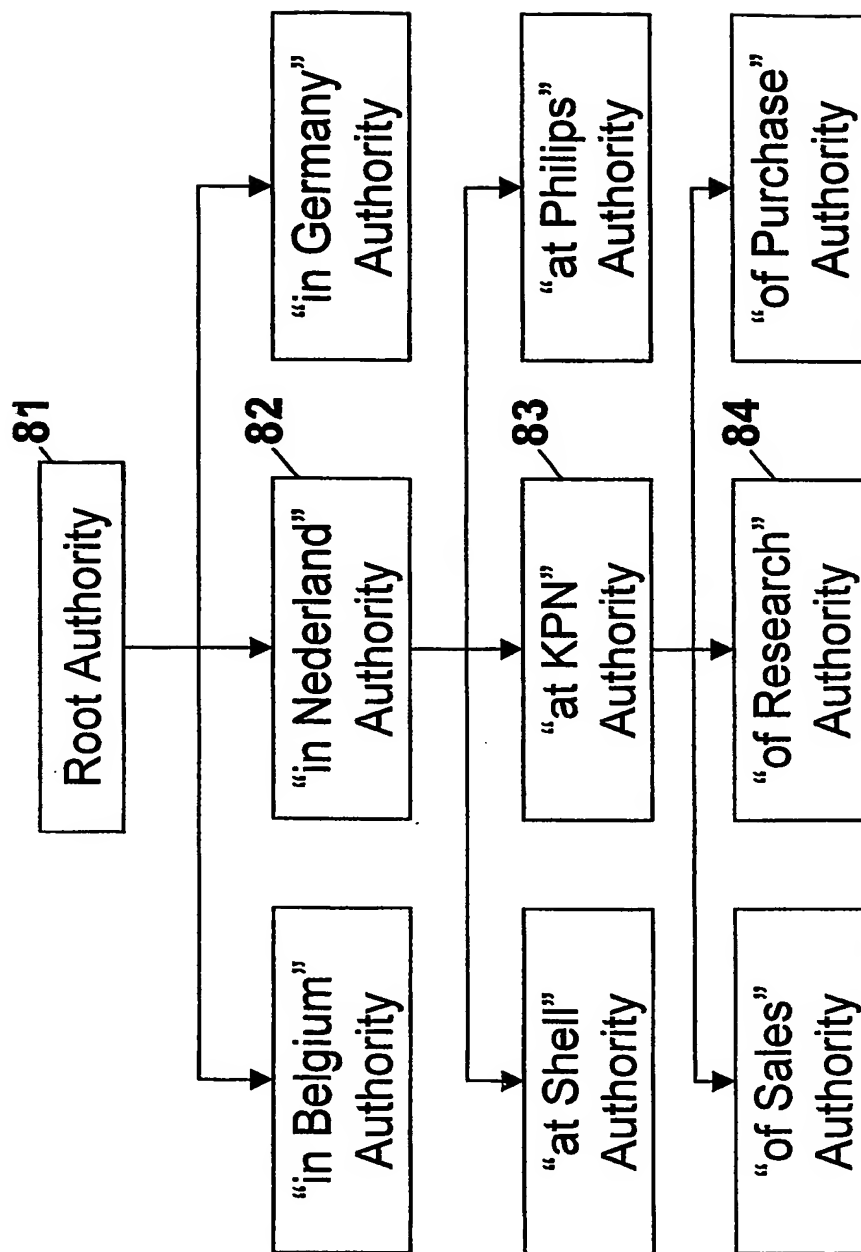 81
Root Authority
82
“in Belgium”
Authority
“in Nederland”
Authority
“in Germany”
Authority
83
“at Shell”
Authority
“at KPN”
Authority
“at Philips”
Authority
84
“of Sales”
Authority
“of Research”
Authority
“of Purchase”
Authority